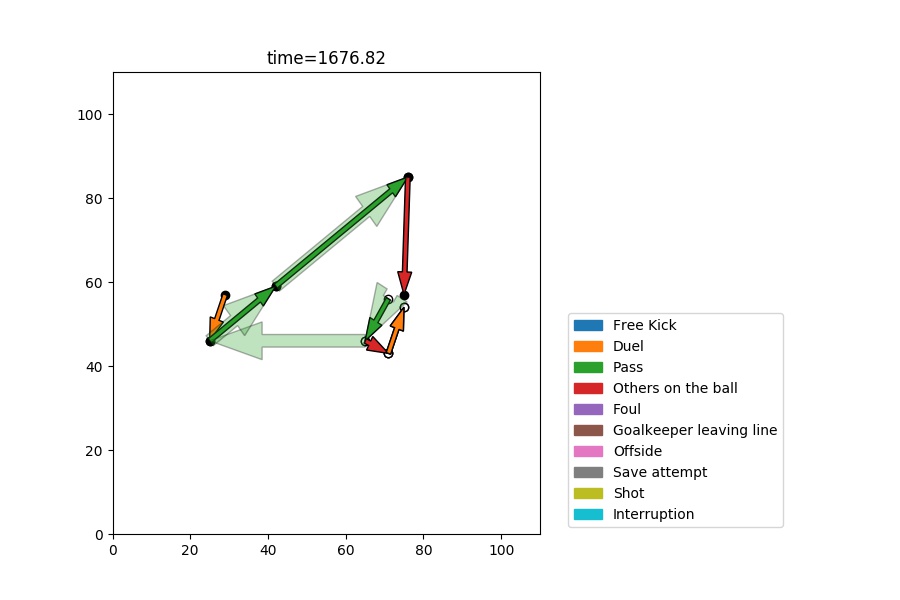 time=1676.82
100
80
60
40
20
0
0 20 40 60 80 100
Free Kick
Duel
Pass
Others on the ball
Foul
Goalkeeper leaving line
Offside
Save attempt
Shot
Interruption